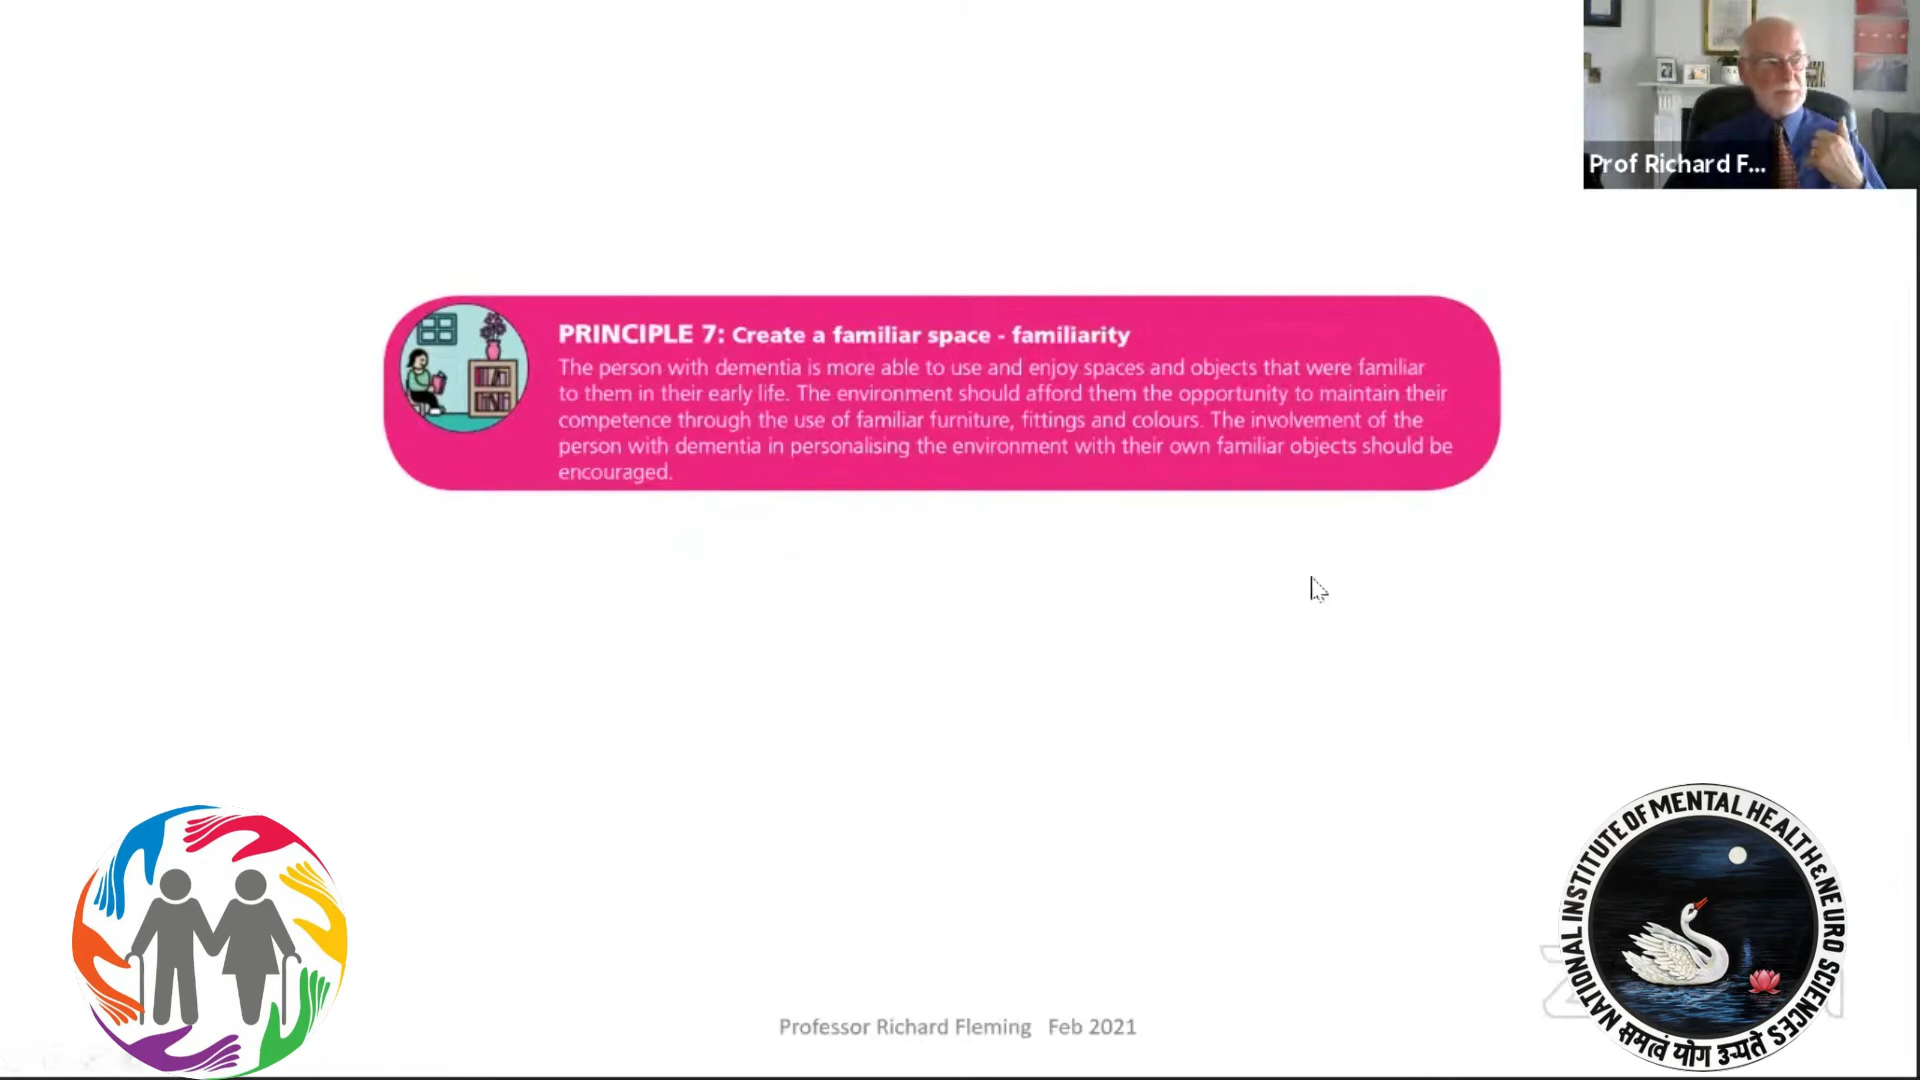 Prof Richard F...
PRINCIPLE 7: Create a familiar space - familiarity
The person with dementia is more able to use and enjoy spaces and objects that were familiar
to them in their early life. The environment should afford them the opportunity to maintain their
competence through the use of familiar furniture, fittings and colours. The involvement of the
person with dementia in personalising the environment with their own familiar objects should be
encouraged.
NATIONAL INSTITUTE OF MENTAL HEALTH & NEURO SCIENCES
समत्वं योग उच्यते
Professor Richard Fleming Feb 2021